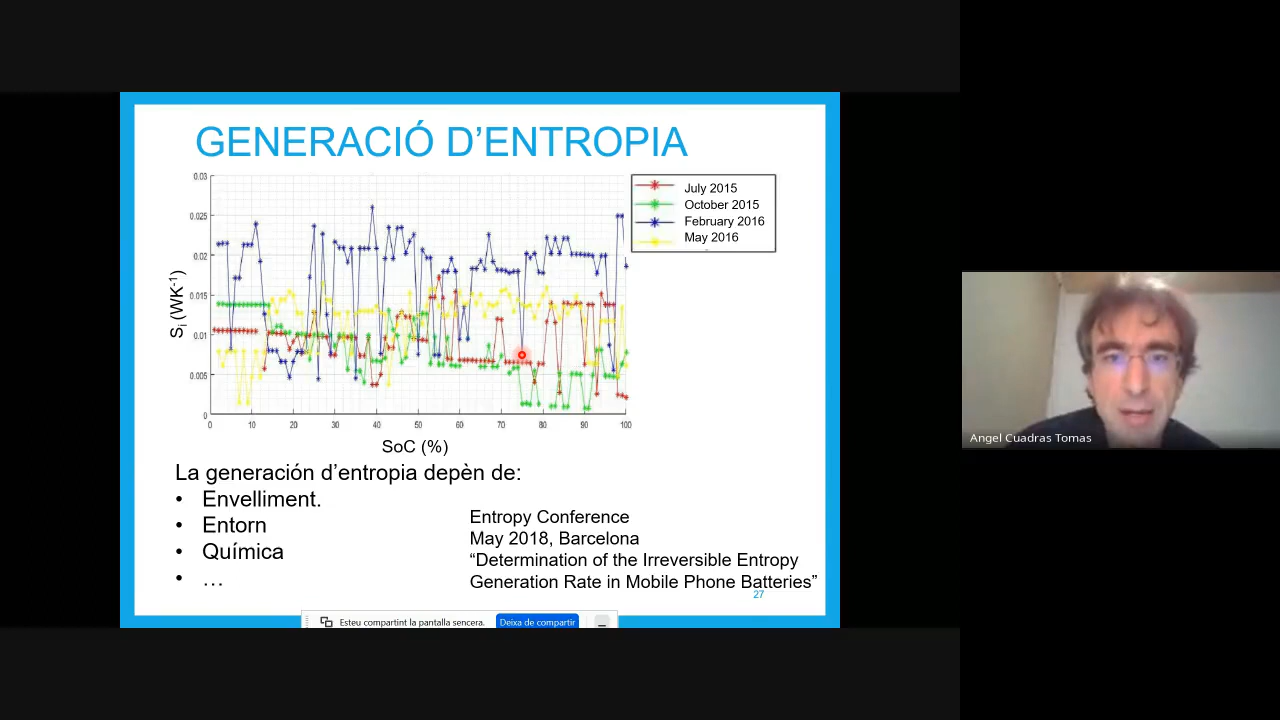 GENERACIÓ D’ENTROPIA
0.03
0.025
0.02
0.015
0.01
0.005
0
0 10 20 30 40 50 60 70 80 90 100
Si (WK-1)
SoC (%)
July 2015
October 2015
February 2016
May 2016
La generación d’entropia depèn de:
• Envelliment.
• Entorn
• Química
• …
Entropy Conference
May 2018, Barcelona
“Determination of the Irreversible Entropy
Generation Rate in Mobile Phone Batteries”
27
Esteu compartint la pantalla sencera. Deixa de compartir
Angel Cuadras Tomas